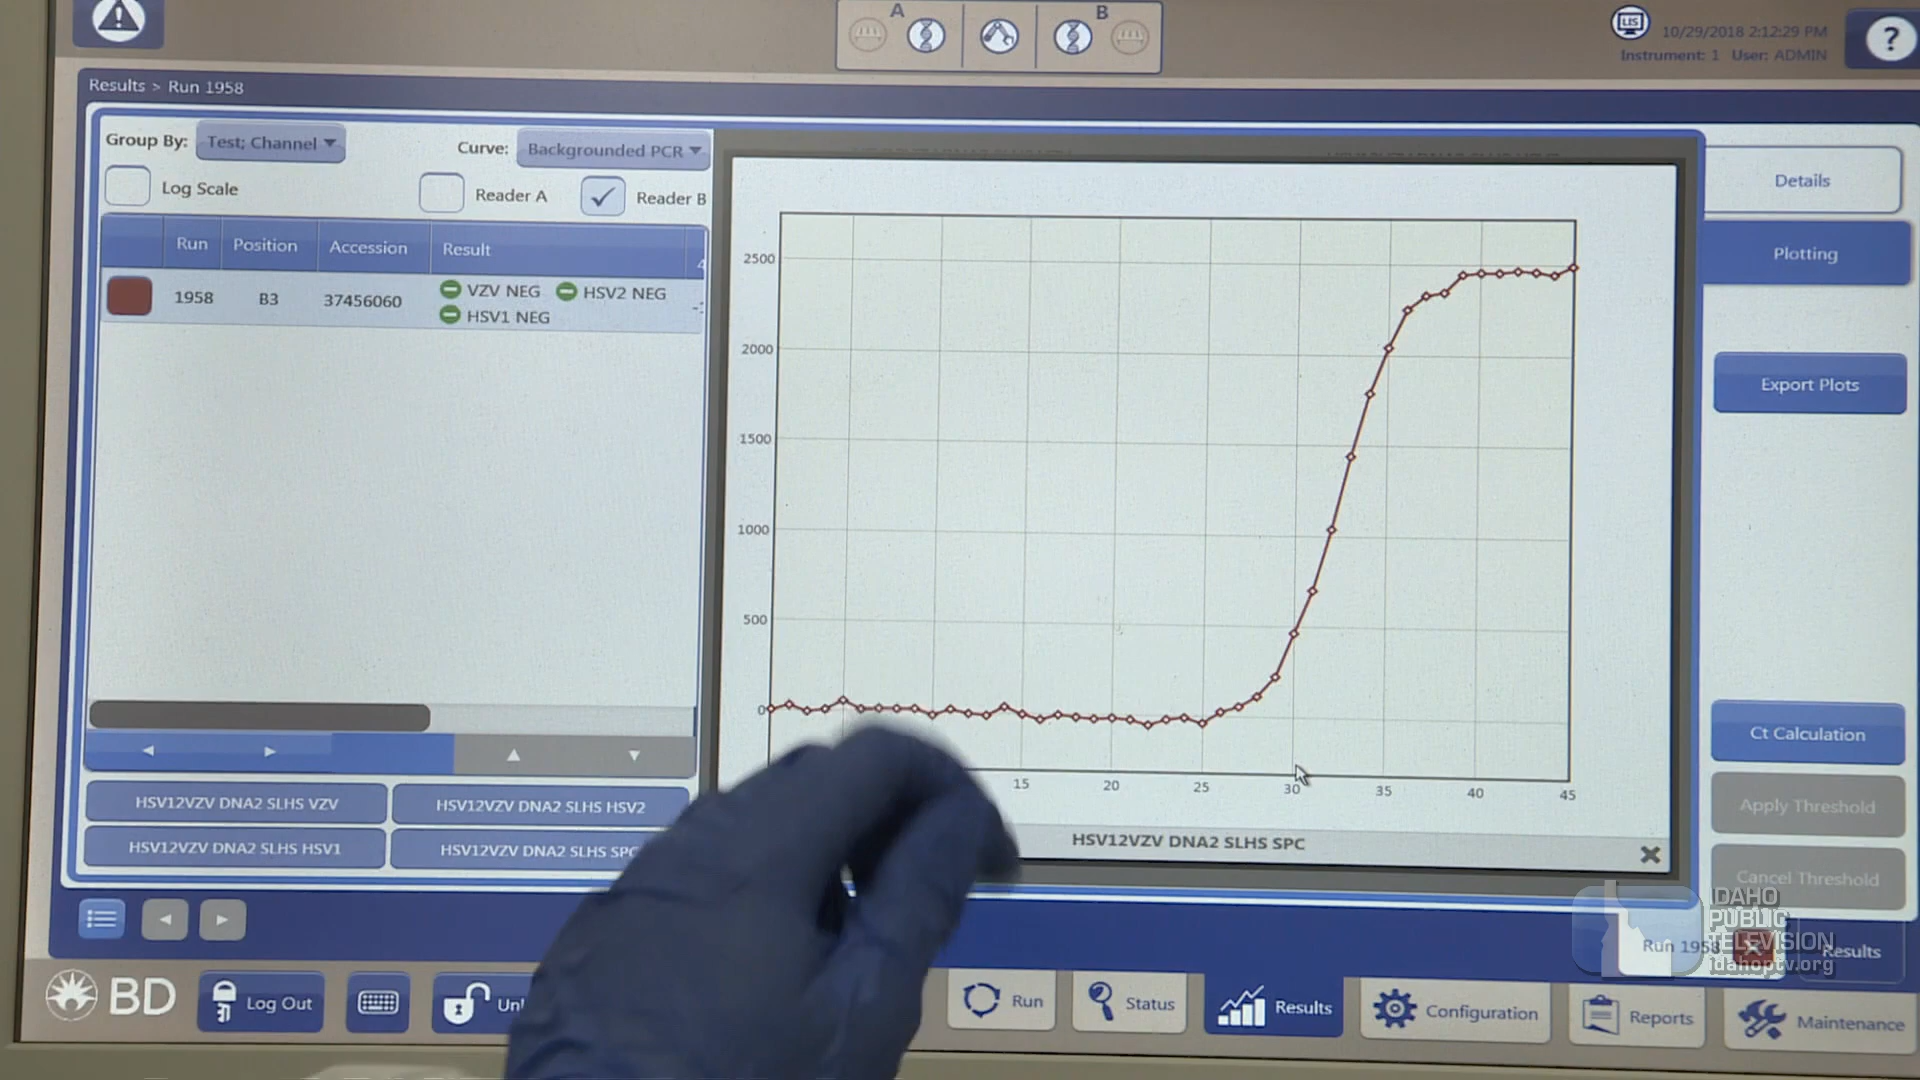 A
B
LIS
10/29/2018 2:12:29 PM
Instrument: 1 User: ADMIN
?
Results > Run 1958
Group By: Test; Channel
Curve: Backgrounded PCR
Log Scale
Reader A
Reader B
Run Position Accession Result
1958 B3 37456060
VZV NEG HSV2 NEG
HSV1 NEG
2500
2000
1500
1000
500
0
15 20 25 30 35 40 45
HSV12VZV DNA2 SLHS SPC
Details
Plotting
Export Plots
Ct Calculation
Apply Threshold
Cancel Threshold
HSV12VZV DNA2 SLHS VZV
HSV12VZV DNA2 SLHS HSV2
HSV12VZV DNA2 SLHS HSV1
HSV12VZV DNA2 SLHS SPC
IDAHO
PUBLIC
TELEVISION
idahoptv.org
Run 1958
Results
BD
Log Out
Run
Status
Results
Configuration
Reports
Maintenance